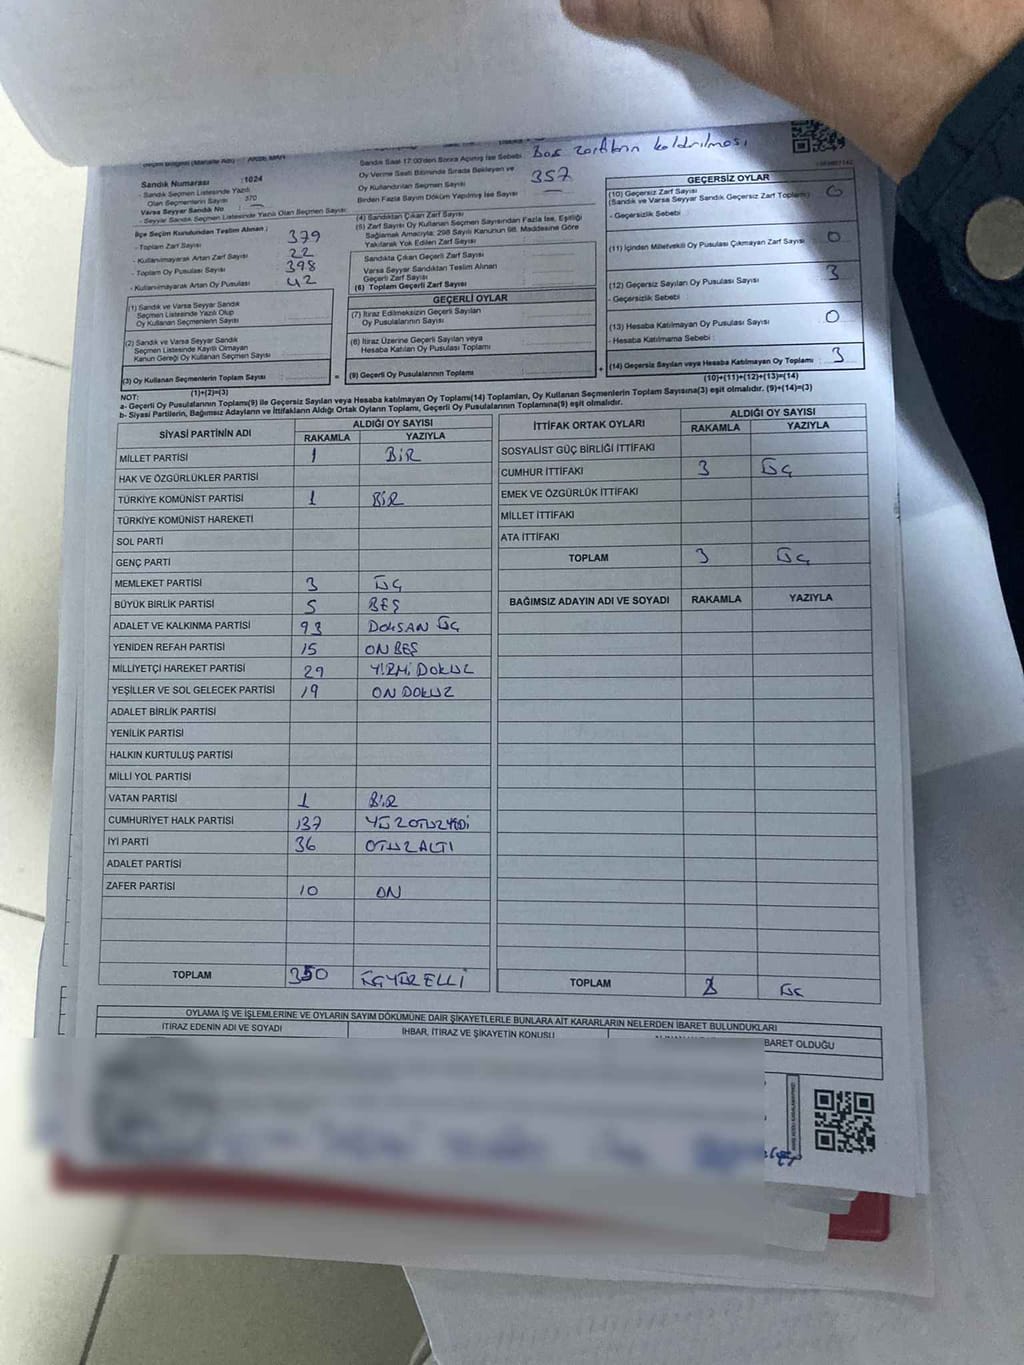 Sandık Saat 17:00'den Sonra Açılmış İse Sebebi Boş zarfların kaldırılması
Oy Verme Saati Bitiminde Sırada Bekleyen ve
Oy Kullandırılan Seçmen Sayısı 357
Birden Fazla Sayım Döküm Yapılmış İse Sayısı —
Sandık Numarası : 1024
- Sandık Seçmen Listesinde Yazılı
Olan Seçmenlerin Sayısı 370
Varsa Seyyar Sandık No : —
- Seyyar Sandık Seçmen Listesinde Yazılı Olan Seçmen Sayısı
İlçe Seçim Kurulundan Teslim Alınan :
- Toplam Zarf Sayısı 379
- Kullanılmayarak Artan Zarf Sayısı 22
- Toplam Oy Pusulası Sayısı 398
- Kullanılmayarak Artan Oy Pusulası 42
(1) Sandık ve Varsa Seyyar Sandık
Seçmen Listesinde Yazılı Olup
Oy Kullanan Seçmenlerin Sayısı
(2) Sandık ve Varsa Seyyar Sandık
Seçmen Listesinde Kayıtlı Olmayan
Kanun Gereği Oy Kullanan Seçmen Sayısı
(3) Oy Kullanan Seçmenlerin Toplam Sayısı
(1)+(2)=(3)
(4) Sandıktan Çıkan Zarf Sayısı
(5) Zarf Sayısı Oy Kullanan Seçmen Sayısından Fazla İse, Eşitliği
Sağlamak Amacıyla; 298 Sayılı Kanunun 98. Maddesine Göre
Yakılarak Yok Edilen Zarf Sayısı
Sandıkta Çıkan Geçerli Zarf Sayısı
Varsa Seyyar Sandıktan Teslim Alınan
Geçerli Zarf Sayısı
(6) Toplam Geçerli Zarf Sayısı
GEÇERLİ OYLAR
(7) İtiraz Edilmeksizin Geçerli Sayılan
Oy Pusulalarının Sayısı
(8) İtiraz Üzerine Geçerli Sayılan veya
Hesaba Katılan Oy Pusulası Toplamı
= (9) Geçerli Oy Pusulalarının Toplamı +
GEÇERSİZ OYLAR
(10) Geçersiz Zarf Sayısı
(Sandık ve Varsa Seyyar Sandık Geçersiz Zarf Toplamı) 0
- Geçersizlik Sebebi
(11) İçinden Milletvekili Oy Pusulası Çıkmayan Zarf Sayısı 0
(12) Geçersiz Sayılan Oy Pusulası Sayısı 3
- Geçersizlik Sebebi
(13) Hesaba Katılmayan Oy Pusulası Sayısı 0
- Hesaba Katılmama Sebebi
(14) Geçersiz Sayılan veya Hesaba Katılmayan Oy Toplamı 3
(10)+(11)+(12)+(13)=(14)
NOT:
a- Geçerli Oy Pusulalarının Toplamı(9) ile Geçersiz Sayılan veya Hesaba katılmayan Oy Toplamı(14) Toplamları, Oy Kullanan Seçmenlerin Toplam Sayısına(3) eşit olmalıdır. (9)+(14)=(3)
b- Siyasi Partilerin, Bağımsız Adayların ve İttifakların Aldığı Ortak Oyların Toplamı, Geçerli Oy Pusulalarının Toplamına(9) eşit olmalıdır.
SİYASİ PARTİNİN ADI ALDIĞI OY SAYISI
RAKAMLA YAZIYLA
MİLLET PARTİSİ 1 BİR
HAK VE ÖZGÜRLÜKLER PARTİSİ
TÜRKİYE KOMÜNİST PARTİSİ 1 BİR
TÜRKİYE KOMÜNİST HAREKETİ
SOL PARTİ
GENÇ PARTİ
MEMLEKET PARTİSİ 3 ÜÇ
BÜYÜK BİRLİK PARTİSİ 5 BEŞ
ADALET VE KALKINMA PARTİSİ 93 DOKSAN ÜÇ
YENİDEN REFAH PARTİSİ 15 ON BEŞ
MİLLİYETÇİ HAREKET PARTİSİ 29 YİRMİ DOKUZ
YEŞİLLER VE SOL GELECEK PARTİSİ 19 ON DOKUZ
ADALET BİRLİK PARTİSİ
YENİLİK PARTİSİ
HALKIN KURTULUŞ PARTİSİ
MİLLİ YOL PARTİSİ
VATAN PARTİSİ 1 BİR
CUMHURİYET HALK PARTİSİ 137 YÜZOTUZYEDİ
İYİ PARTİ 36 OTUZALTI
ADALET PARTİSİ
ZAFER PARTİSİ 10 ON
TOPLAM 350 ÜÇYÜZELLİ
İTTİFAK ORTAK OYLARI ALDIĞI OY SAYISI
RAKAMLA YAZIYLA
SOSYALİST GÜÇ BİRLİĞİ İTTİFAKI
CUMHUR İTTİFAKI 3 ÜÇ
EMEK VE ÖZGÜRLÜK İTTİFAKI
MİLLET İTTİFAKI
ATA İTTİFAKI
TOPLAM 3 ÜÇ
BAĞIMSIZ ADAYIN ADI VE SOYADI RAKAMLA YAZIYLA
TOPLAM 3 ÜÇ
OYLAMA İŞ VE İŞLEMLERİNE VE OYLARIN SAYIM DÖKÜMÜNE DAİR ŞİKAYETLERLE BUNLARA AİT KARARLARIN NELERDEN İBARET BULUNDUKLARI
İTİRAZ EDENİN ADI VE SOYADI İHBAR, İTİRAZ VE ŞİKAYETİN KONUSU BARET OLDUĞU